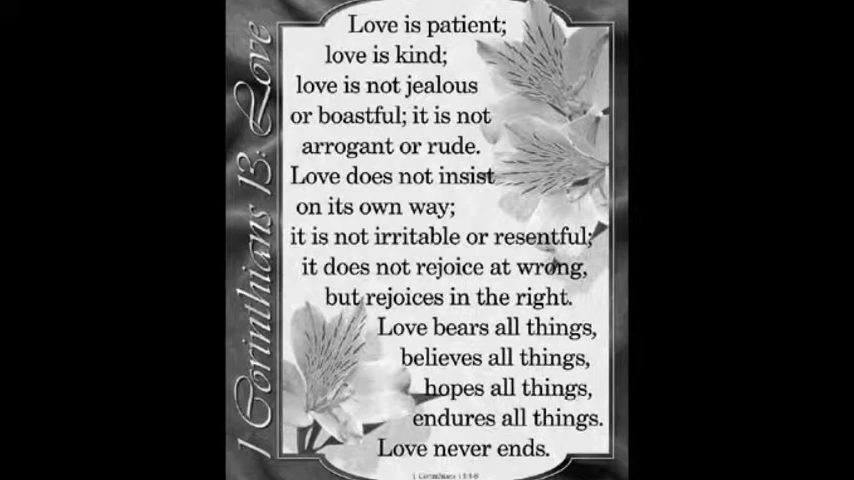 1 Corinthians 13: Love
Love is patient;
love is kind;
love is not jealous
or boastful; it is not
arrogant or rude.
Love does not insist
on its own way;
it is not irritable or resentful;
it does not rejoice at wrong,
but rejoices in the right.
Love bears all things,
believes all things,
hopes all things,
endures all things.
Love never ends.